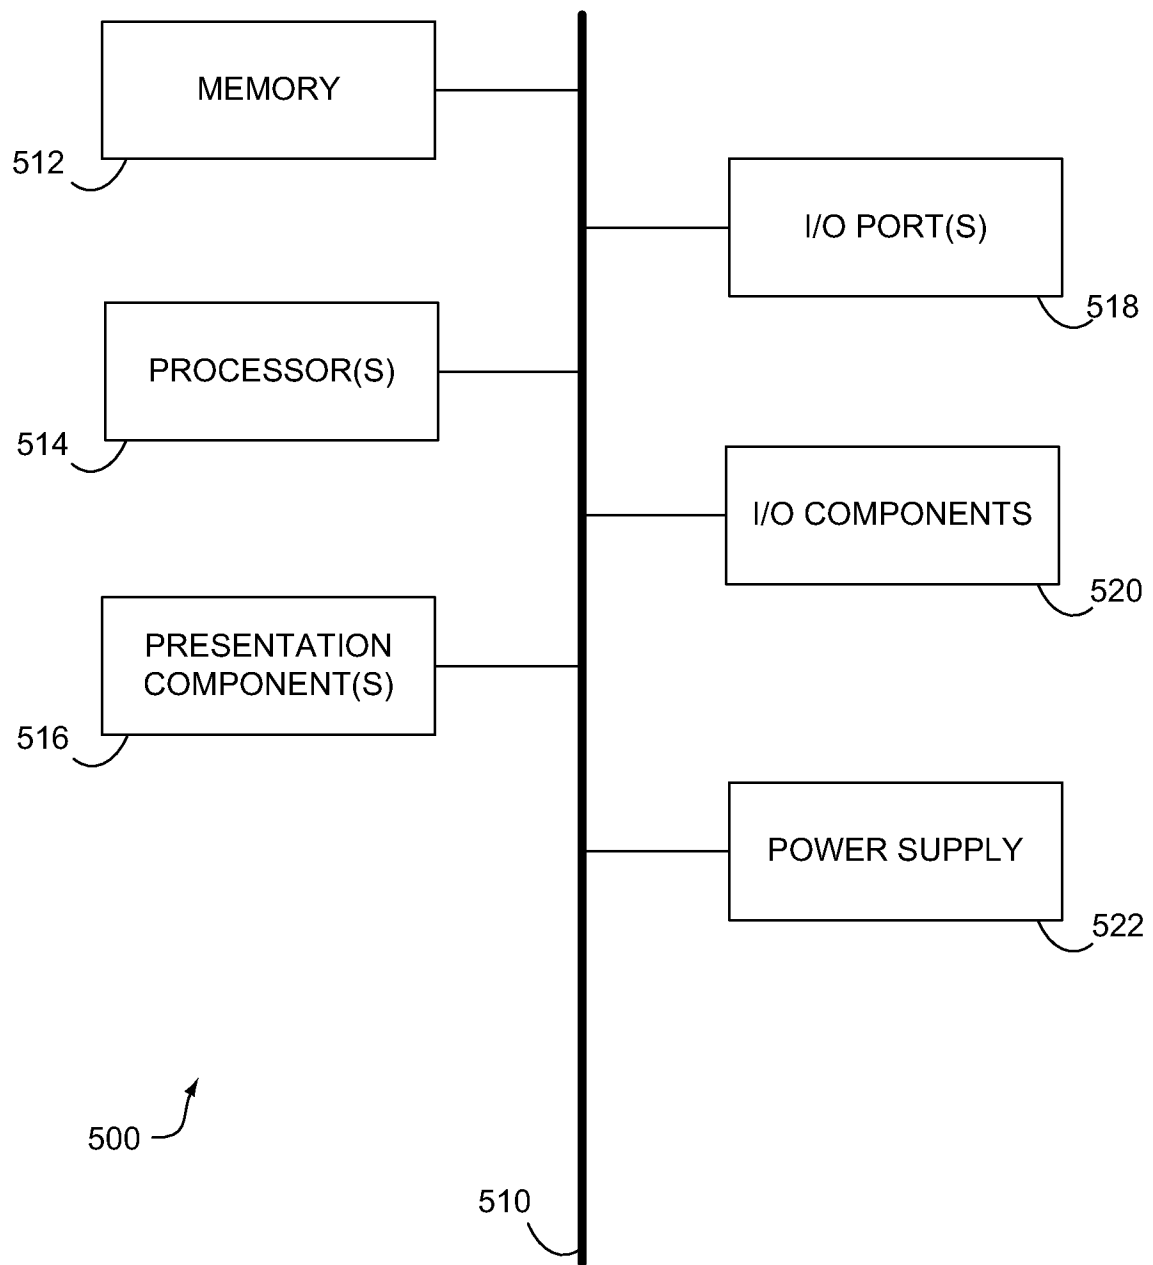 MEMORY
512
I/O PORT(S)
518
PROCESSOR(S)
514
I/O COMPONENTS
520
PRESENTATION
COMPONENT(S)
516
POWER SUPPLY
522
500
510